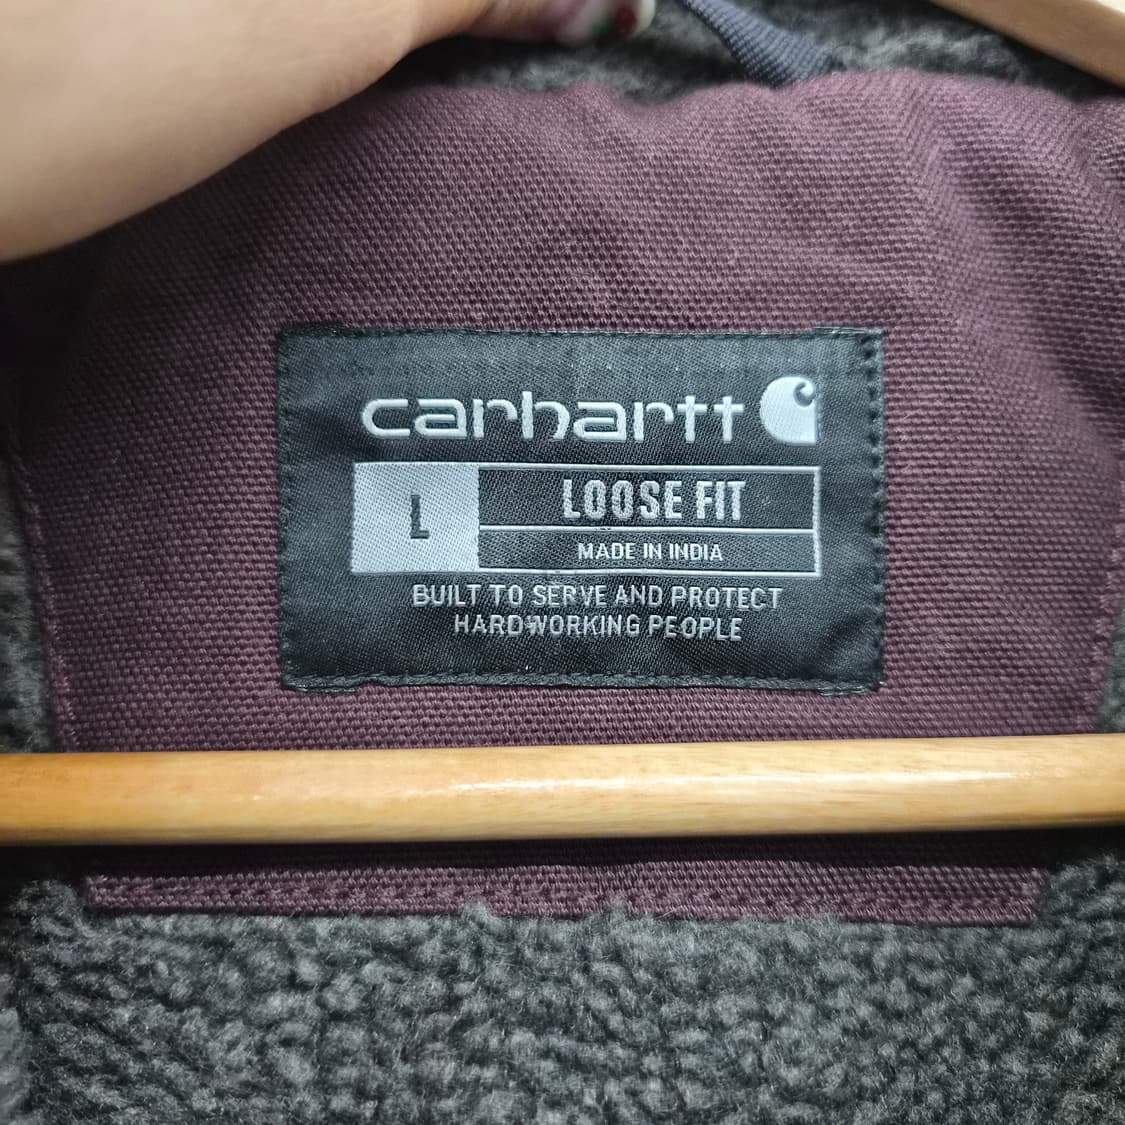 carhartt
L
LOOSE FIT
MADE IN INDIA
BUILT TO SERVE AND PROTECT
HARDWORKING PEOPLE